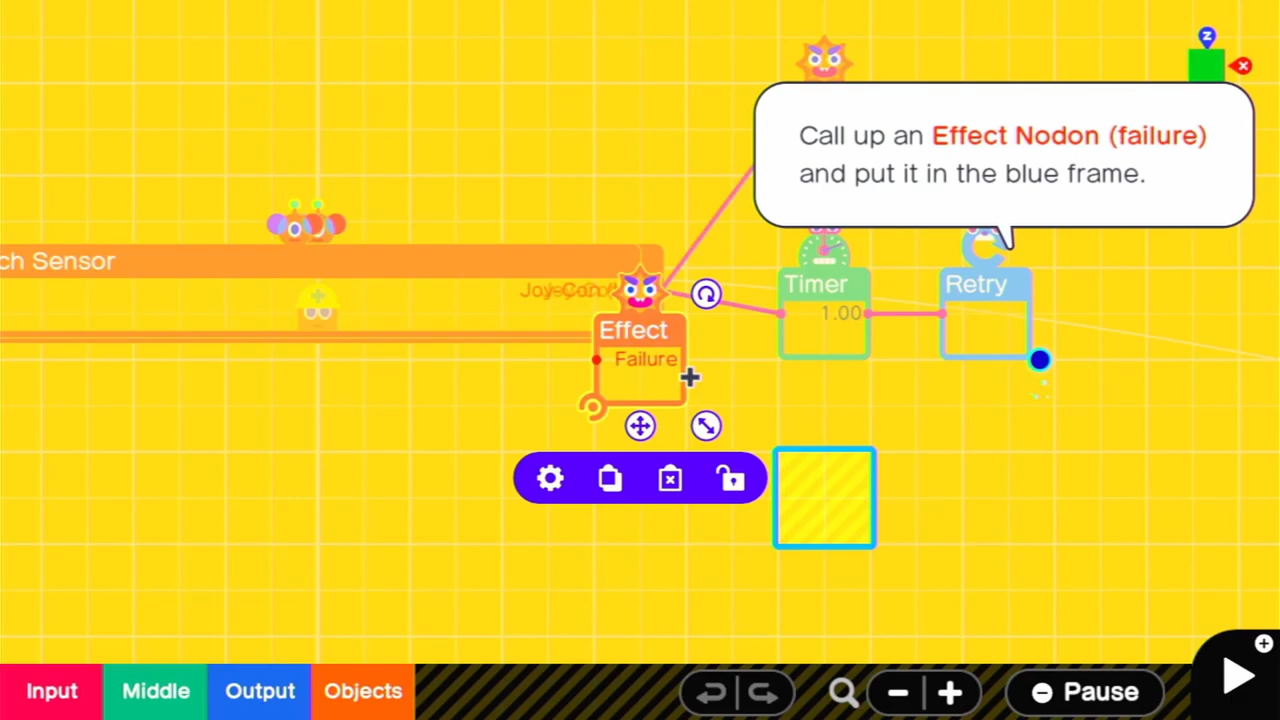 Z
X
Call up an Effect Nodon (failure)
and put it in the blue frame.
ch Sensor
Effect
Failure
Timer
1.00
Retry
Input
Middle
Output
Objects
Pause